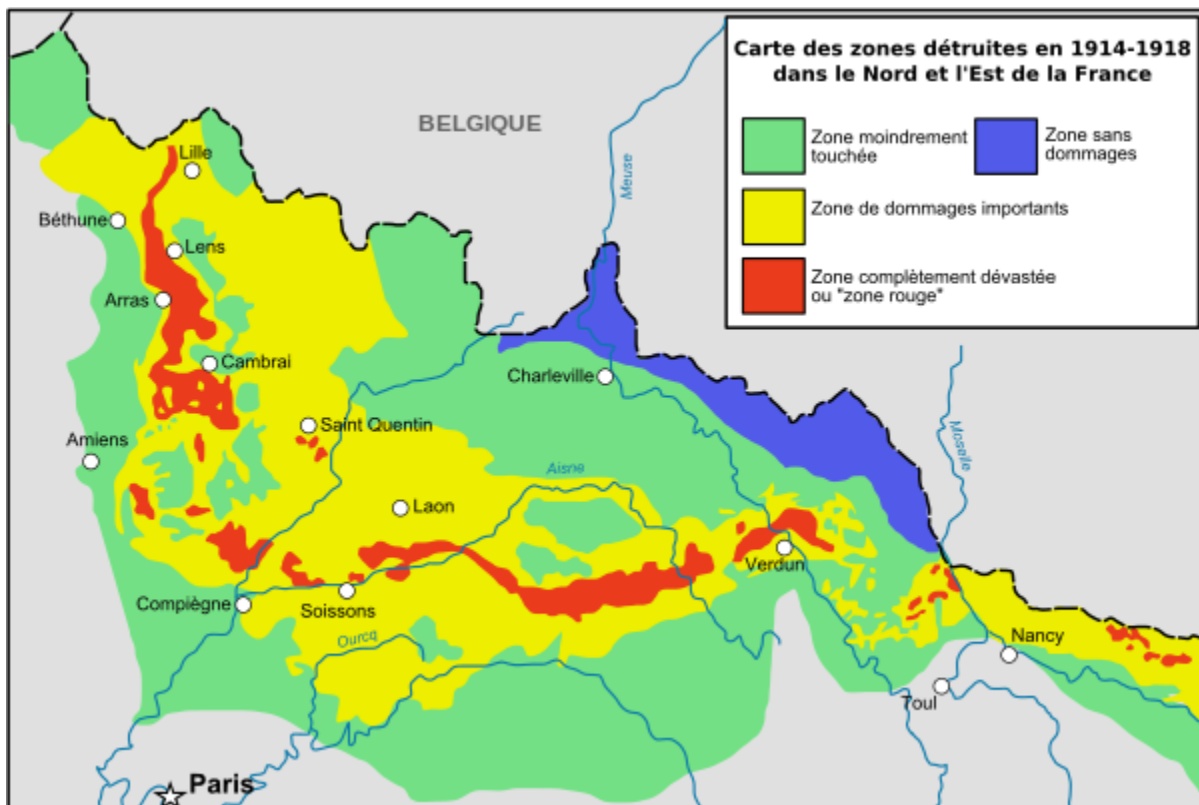 Carte des zones détruites en 1914-1918
dans le Nord et l'Est de la France
Zone moindrement
touchée
Zone sans
dommages
Zone de dommages importants
Zone complètement dévastée
ou "zone rouge"
BELGIQUE
Meuse
Lille
Béthune
Lens
Arras
Cambrai
Charleville
Saint Quentin
Amiens
Moselle
Aisne
Laon
Verdun
Compiègne
Soissons
Ourcq
Nancy
Toul
Paris